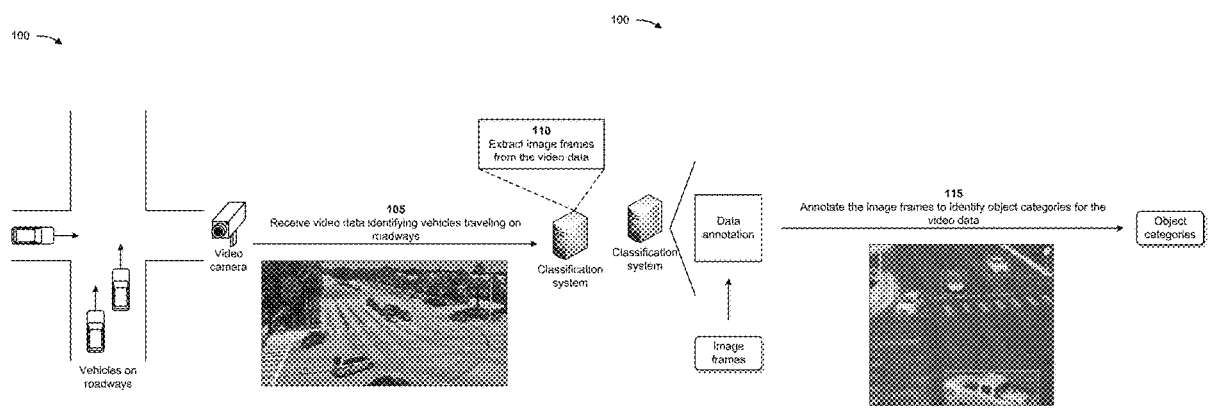 100
100
110
Extract image frames
from the video data
105
Receive video data identifying vehicles traveling on
roadways
Video
camera
Classification
system
Vehicles on
roadways
Classification
system
Data
annotation
Image
frames
115
Annotate the image frames to identify object categories for the
video data
Object
categories